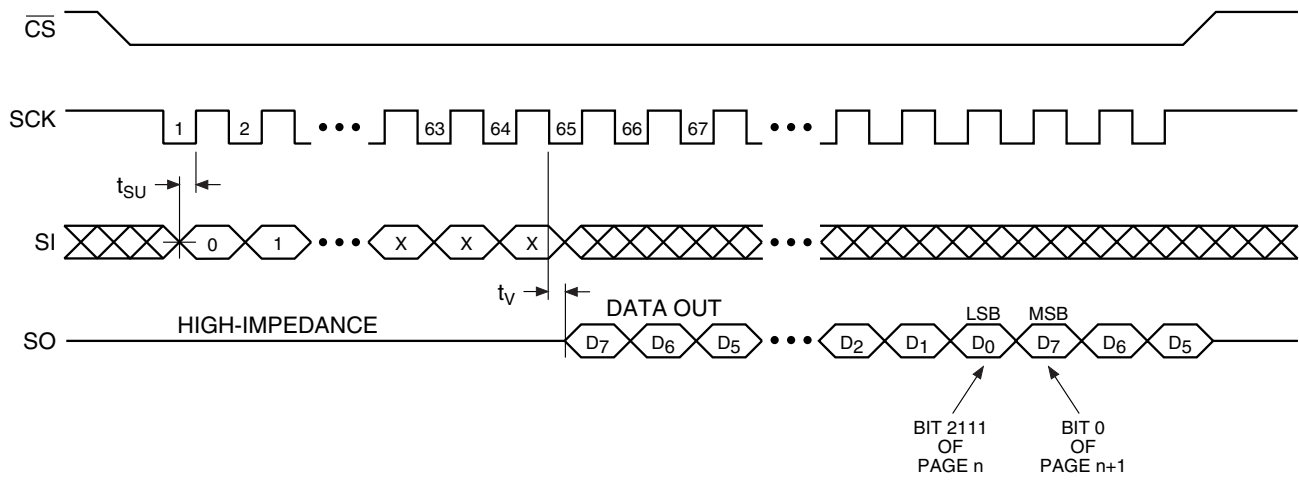 CS
SCK 1 2 • • • 63 64 65 66 67 • • •
tSU
SI 0 1 • • • X X X • • •
tV
HIGH-IMPEDANCE DATA OUT LSB MSB
SO D7 D6 D5 • • • D2 D1 D0 D7 D6 D5
BIT 2111
OF
PAGE n
BIT 0
OF
PAGE n+1